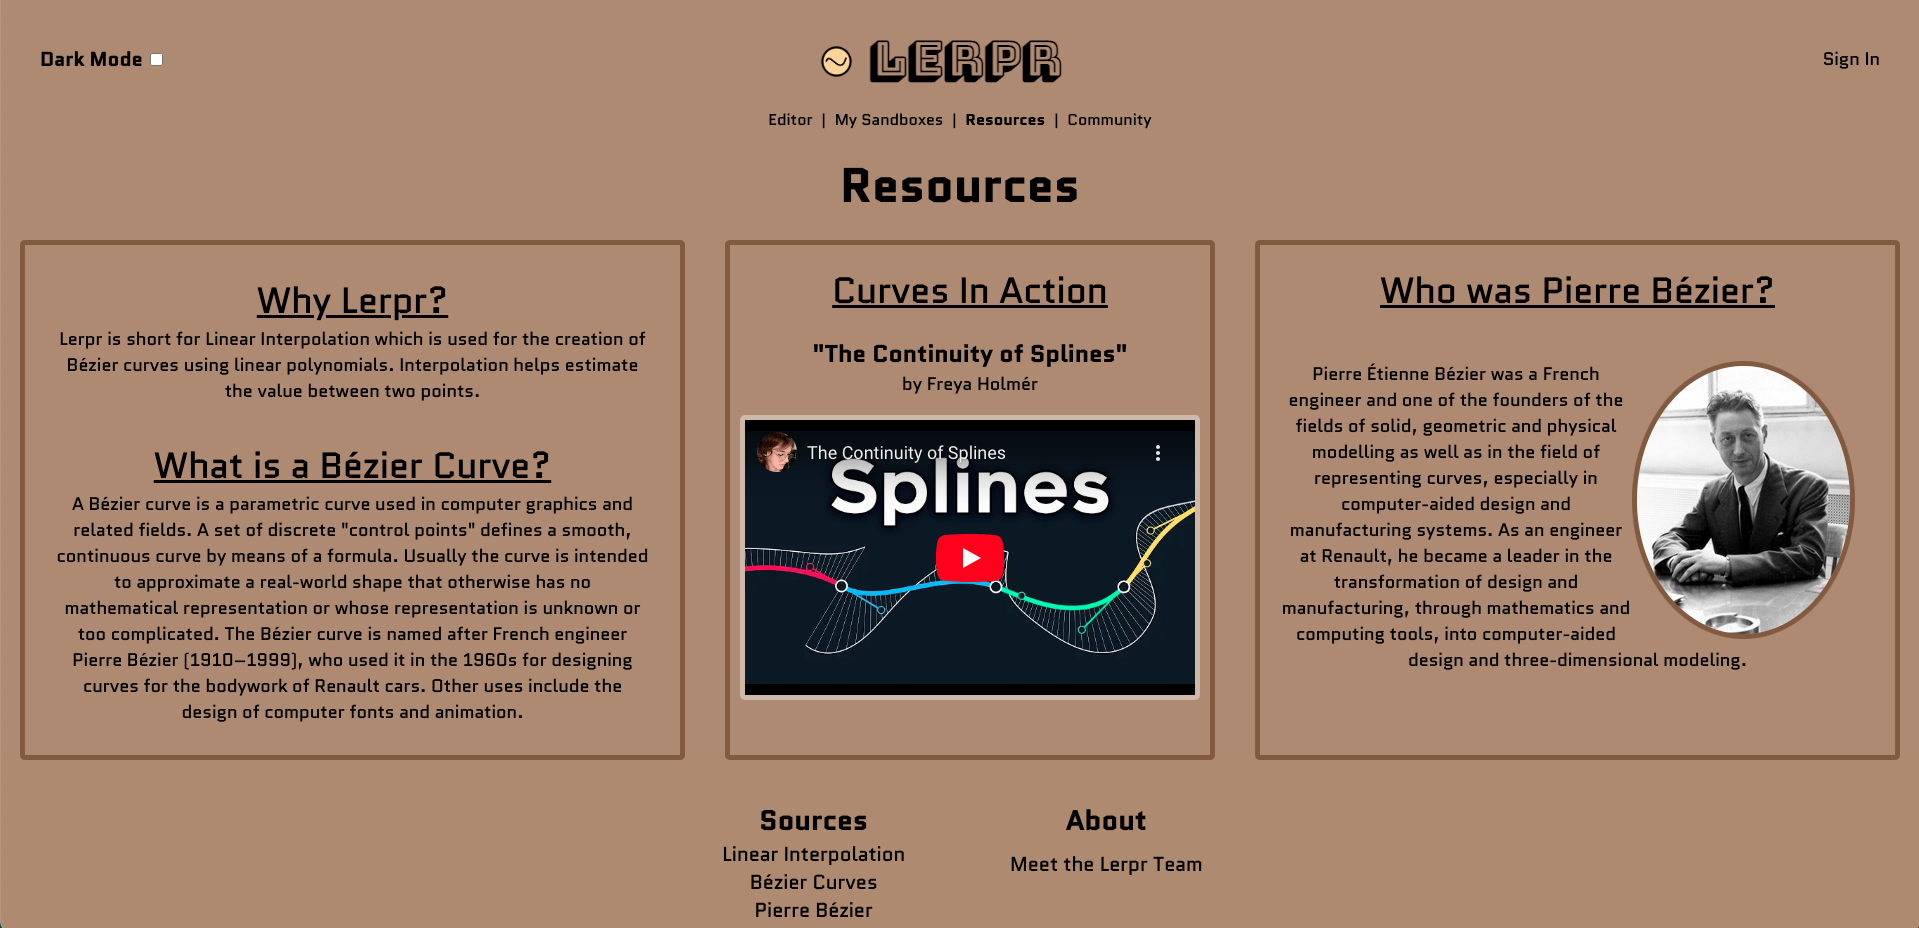 Dark Mode
LERPR
Sign In
Editor | My Sandboxes | Resources | Community
Resources
Why Lerpr?
Lerpr is short for Linear Interpolation which is used for the creation of
Bézier curves using linear polynomials. Interpolation helps estimate
the value between two points.
What is a Bézier Curve?
A Bézier curve is a parametric curve used in computer graphics and
related fields. A set of discrete "control points" defines a smooth,
continuous curve by means of a formula. Usually the curve is intended
to approximate a real-world shape that otherwise has no
mathematical representation or whose representation is unknown or
too complicated. The Bézier curve is named after French engineer
Pierre Bézier (1910–1999), who used it in the 1960s for designing
curves for the bodywork of Renault cars. Other uses include the
design of computer fonts and animation.
Curves In Action
"The Continuity of Splines"
by Freya Holmér
The Continuity of Splines
Splines
Who was Pierre Bézier?
Pierre Étienne Bézier was a French
engineer and one of the founders of the
fields of solid, geometric and physical
modelling as well as in the field of
representing curves, especially in
computer-aided design and
manufacturing systems. As an engineer
at Renault, he became a leader in the
transformation of design and
manufacturing, through mathematics and
computing tools, into computer-aided
design and three-dimensional modeling.
Sources
Linear Interpolation
Bézier Curves
Pierre Bézier
About
Meet the Lerpr Team